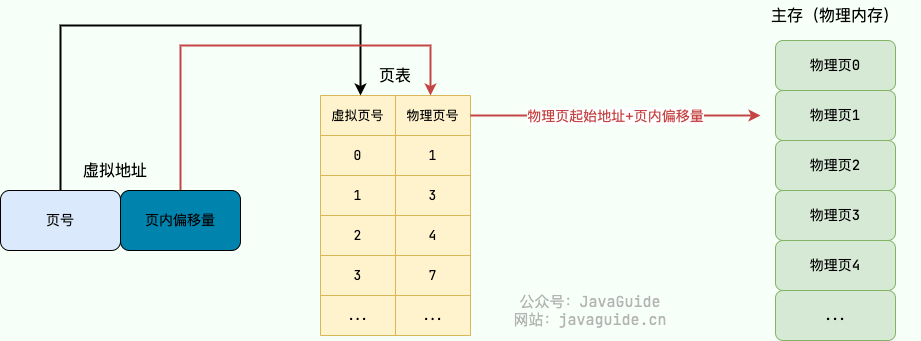 主存（物理内存）
页表
虚拟地址
页号
页内偏移量
虚拟页号 物理页号
0 1
1 3
2 4
3 7
... ...
物理页起始地址+页内偏移量
物理页0
物理页1
物理页2
物理页3
物理页4
...
公众号：JavaGuide
网站：javaguide.cn